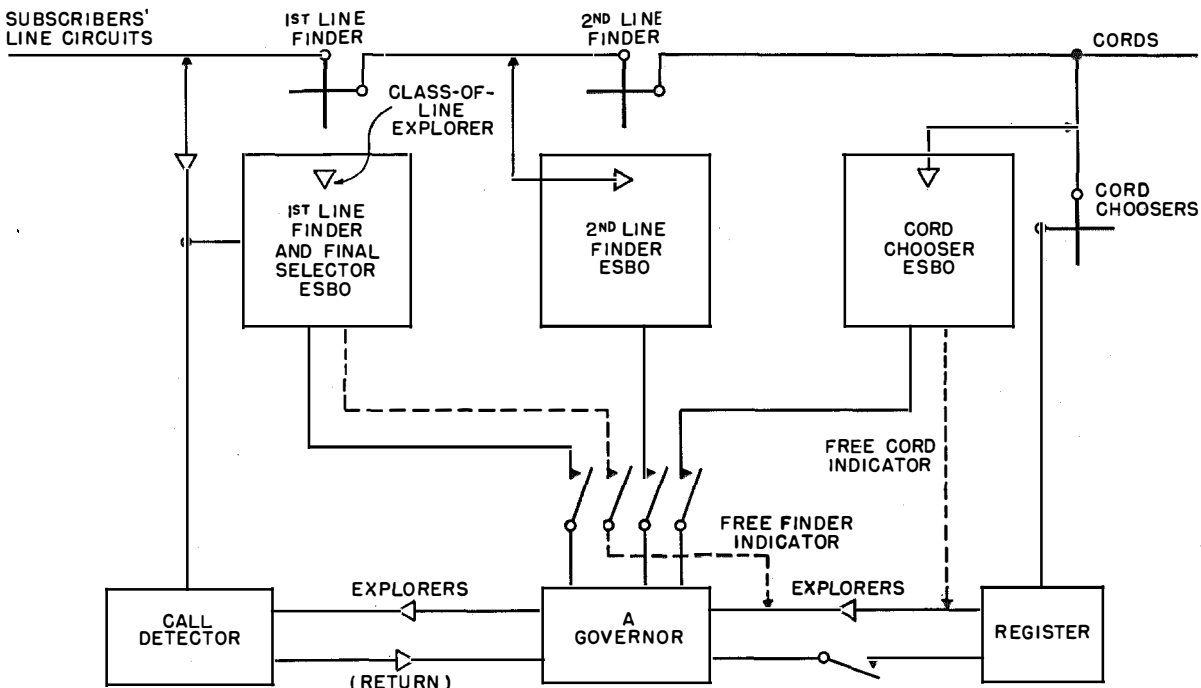 SUBSCRIBERS'
LINE CIRCUITS
1ST LINE
FINDER
2ND LINE
FINDER
CORDS
CLASS-OF-
LINE
EXPLORER
1ST LINE
FINDER
AND FINAL
SELECTOR
ESBO
2ND LINE
FINDER
ESBO
CORD
CHOOSER
ESBO
CORD
CHOOSERS
FREE CORD
INDICATOR
FREE FINDER
INDICATOR
CALL
DETECTOR
EXPLORERS
(RETURN)
A
GOVERNOR
EXPLORERS
REGISTER